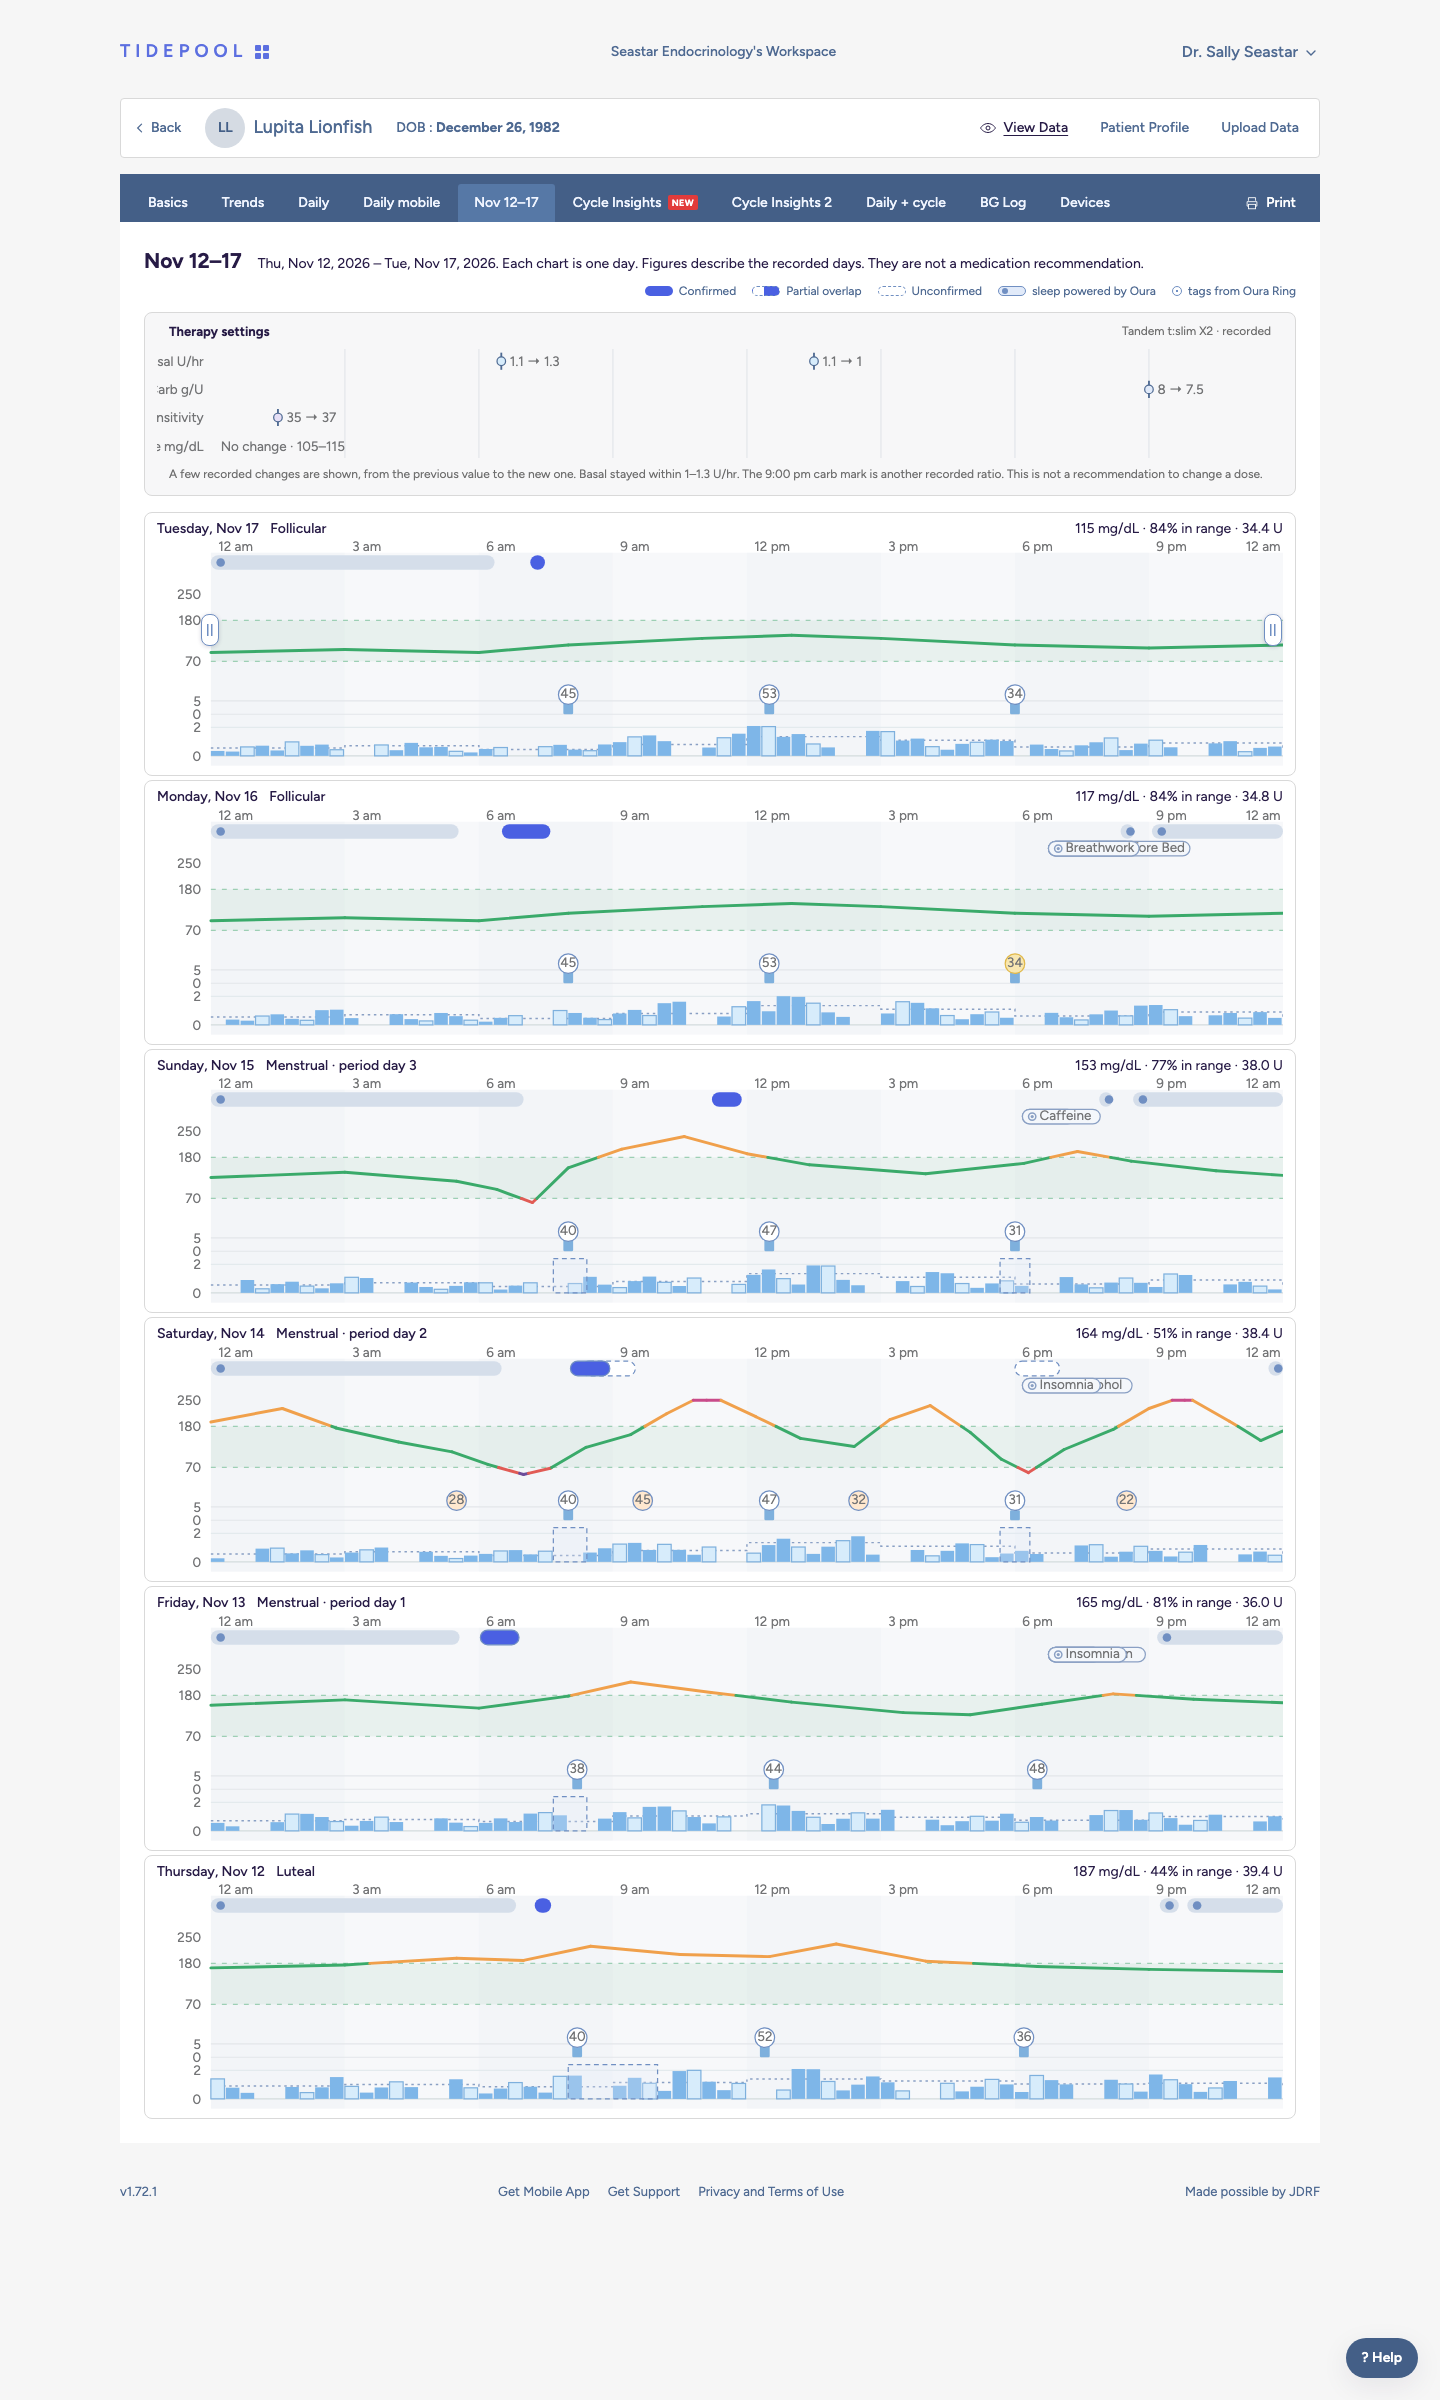 TIDEPOOL
Seastar Endocrinology's Workspace
Dr. Sally Seastar
Back
LL
Lupita Lionfish
DOB : December 26, 1982
View Data
Patient Profile
Upload Data
Basics
Trends
Daily
Daily mobile
Nov 12–17
Cycle Insights NEW
Cycle Insights 2
Daily + cycle
BG Log
Devices
Print
Nov 12–17
Thu, Nov 12, 2026 – Tue, Nov 17, 2026. Each chart is one day. Figures describe the recorded days. They are not a medication recommendation.
Confirmed
Partial overlap
Unconfirmed
sleep powered by Oura
tags from Oura Ring
Therapy settings
Tandem t:slim X2 · recorded
sal U/hr
1.1 → 1.3
1.1 → 1
arb g/U
8 → 7.5
nsitivity
35 → 37
e mg/dL
No change · 105–115
A few recorded changes are shown, from the previous value to the new one. Basal stayed within 1–1.3 U/hr. The 9:00 pm carb mark is another recorded ratio. This is not a recommendation to change a dose.
Tuesday, Nov 17 Follicular
115 mg/dL · 84% in range · 34.4 U
12 am 3 am 6 am 9 am 12 pm 3 pm 6 pm 9 pm 12 am
250
180
70
45 53 34
5
0
2
0
Monday, Nov 16 Follicular
117 mg/dL · 84% in range · 34.8 U
12 am 3 am 6 am 9 am 12 pm 3 pm 6 pm 9 pm 12 am
Breathwork ore Bed
250
180
70
45 53 34
5
0
2
0
Sunday, Nov 15 Menstrual · period day 3
153 mg/dL · 77% in range · 38.0 U
12 am 3 am 6 am 9 am 12 pm 3 pm 6 pm 9 pm 12 am
Caffeine
250
180
70
40 47 31
5
0
2
0
Saturday, Nov 14 Menstrual · period day 2
164 mg/dL · 51% in range · 38.4 U
12 am 3 am 6 am 9 am 12 pm 3 pm 6 pm 9 pm 12 am
Insomnia hol
250
180
70
28 40 45 47 32 31 22
5
0
2
0
Friday, Nov 13 Menstrual · period day 1
165 mg/dL · 81% in range · 36.0 U
12 am 3 am 6 am 9 am 12 pm 3 pm 6 pm 9 pm 12 am
Insomnia n
250
180
70
38 44 48
5
0
2
0
Thursday, Nov 12 Luteal
187 mg/dL · 44% in range · 39.4 U
12 am 3 am 6 am 9 am 12 pm 3 pm 6 pm 9 pm 12 am
250
180
70
40 52 36
5
0
2
0
v1.72.1
Get Mobile App
Get Support
Privacy and Terms of Use
Made possible by JDRF
? Help